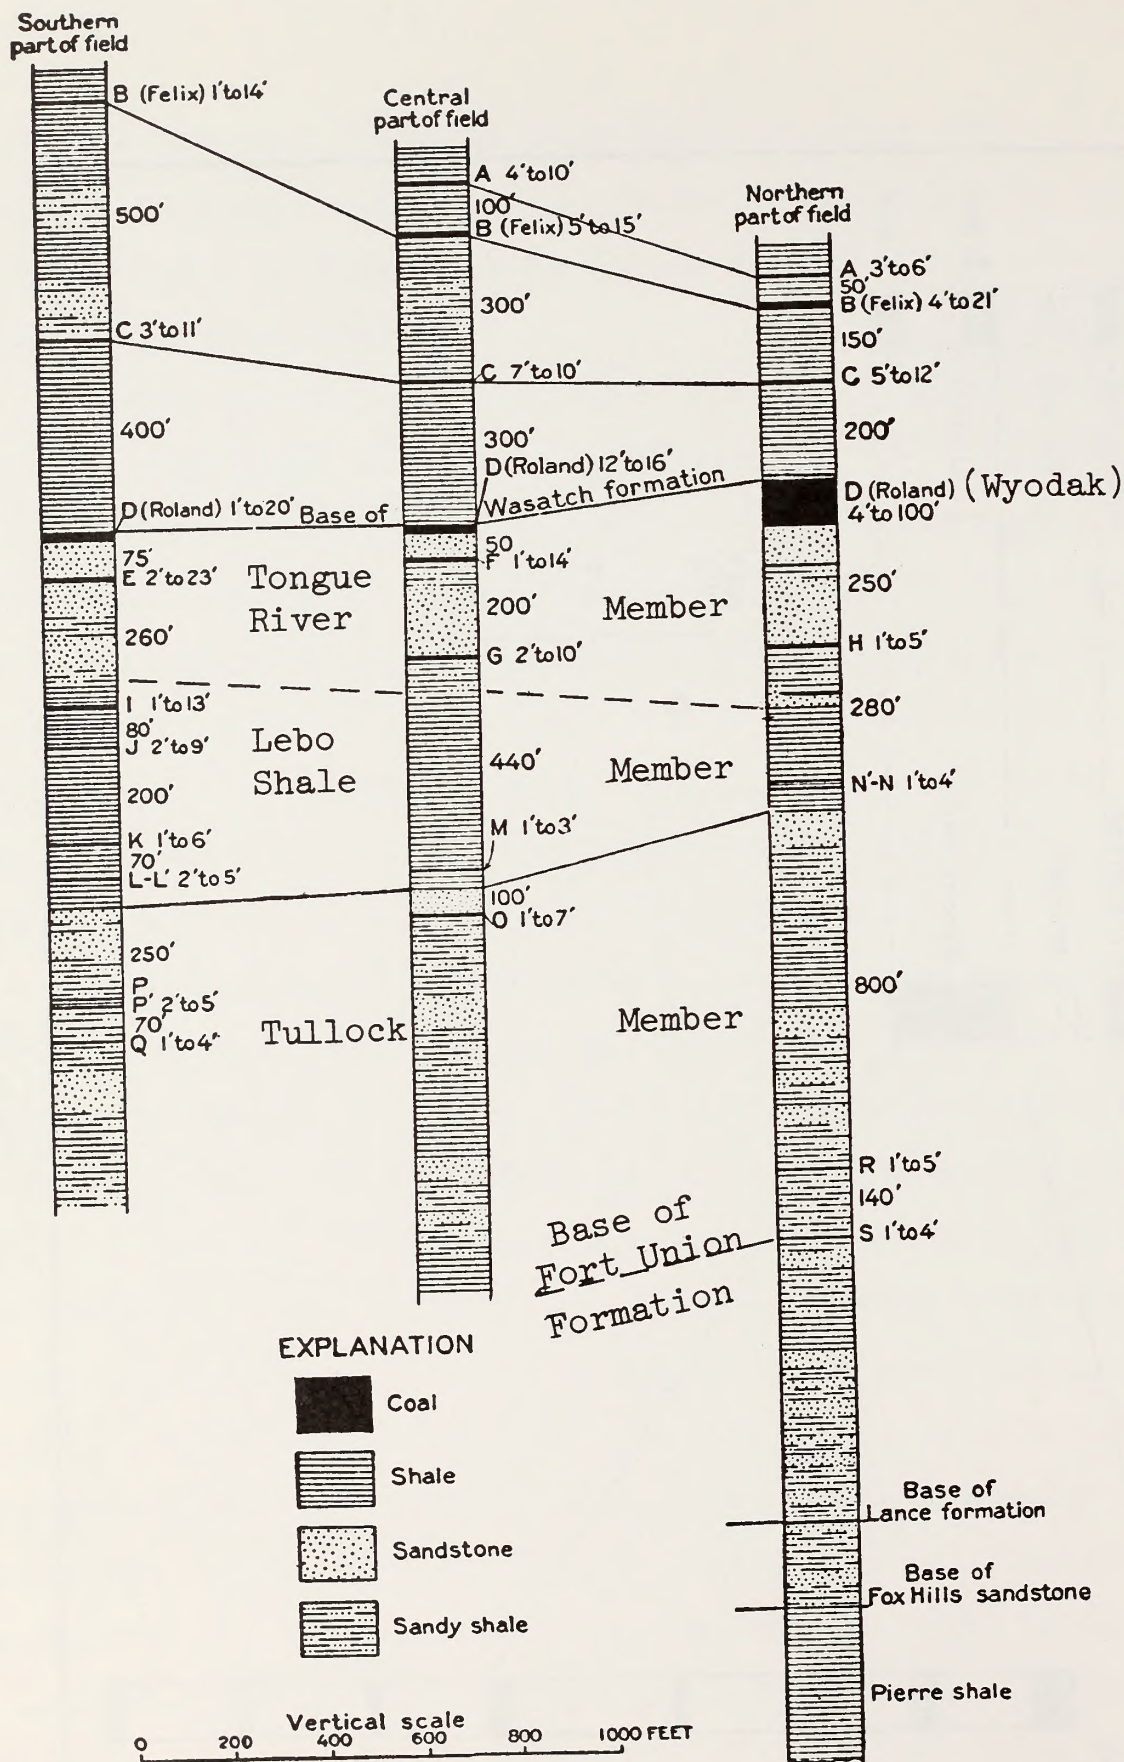 Southern
part of field
B (Felix) 1' to 14'
500'
C 3' to 11'
400'
D (Roland) 1' to 20'
Base of
75'
E 2' to 23'
260'
I 1' to 13'
80'
J 2' to 9'
200'
K 1' to 6'
70'
L-L' 2' to 5'
250'
P
P' 2' to 5'
70'
Q 1' to 4'
Tongue
River
Lebo
Shale
Tullock
Central
part of field
A 4' to 10'
100'
B (Felix) 5' to 15'
300'
C 7' to 10'
300'
D (Roland) 12' to 16'
Wasatch formation
50
F 1' to 14'
200'
G 2' to 10'
440'
M 1' to 3'
100'
O 1' to 7'
Member
Member
Member
Base of
Fort Union
Formation
Northern
part of field
A 3' to 6'
50'
B (Felix) 4' to 21'
150'
C 5' to 12'
200'
D (Roland) (Wyodak)
4' to 100'
250'
H 1' to 5'
280'
N'-N 1' to 4'
800'
R 1' to 5'
140'
S 1' to 4'
Base of
Lance formation
Base of
Fox Hills sandstone
Pierre shale
EXPLANATION
Coal
Shale
Sandstone
Sandy shale
Vertical scale
0 200 400 600 800 1000 FEET